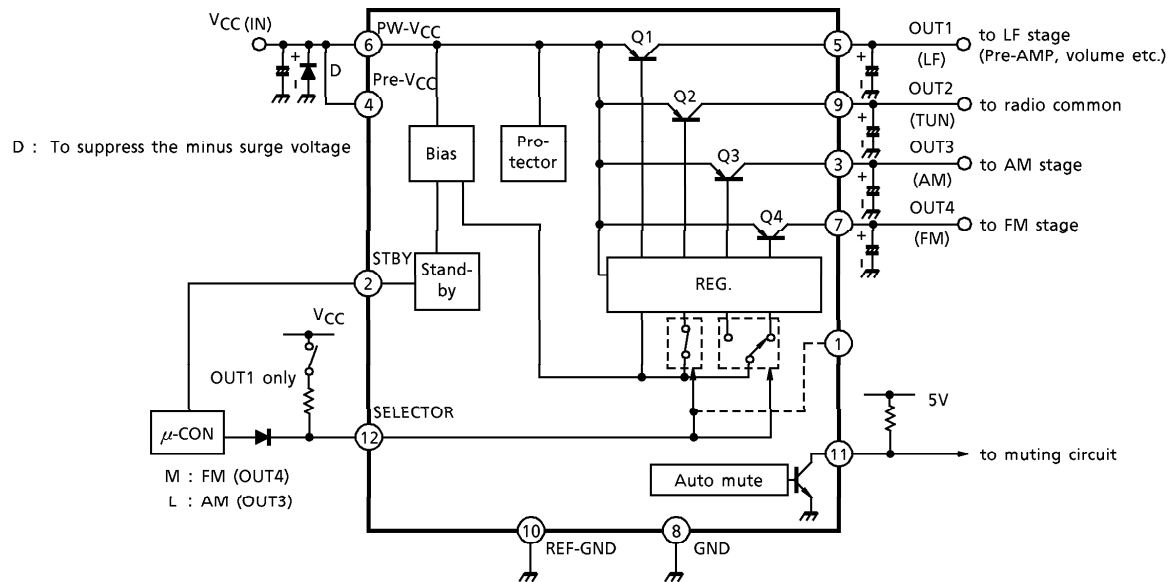 VCC (IN)
PW-VCC
6
Q1
5
OUT1
(LF)
to LF stage
(Pre-AMP, volume etc.)
+
D
Pre-VCC
4
+
Q2
9
OUT2
(TUN)
to radio common
+
D : To suppress the minus surge voltage
Bias
Pro-
tector
Q3
3
OUT3
(AM)
to AM stage
+
Q4
7
OUT4
(FM)
to FM stage
+
STBY
2
Stand-
by
REG.
VCC
1
OUT1 only
5V
SELECTOR
μ-CON
12
11
to muting circuit
M : FM (OUT4)
L : AM (OUT3)
Auto mute
10
REF-GND
8
GND